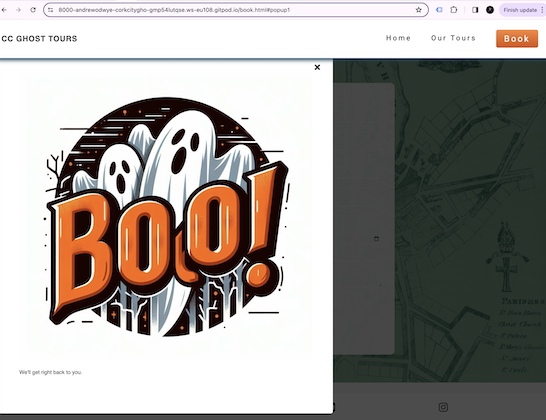 8000-andrewodwye-corkcitygho-gmp54lutqse.ws-eu108.gitpod.io/book.html#popup1
Finish update
CC GHOST TOURS
Home
Our Tours
Book
BOO!
We'll get right back to you.